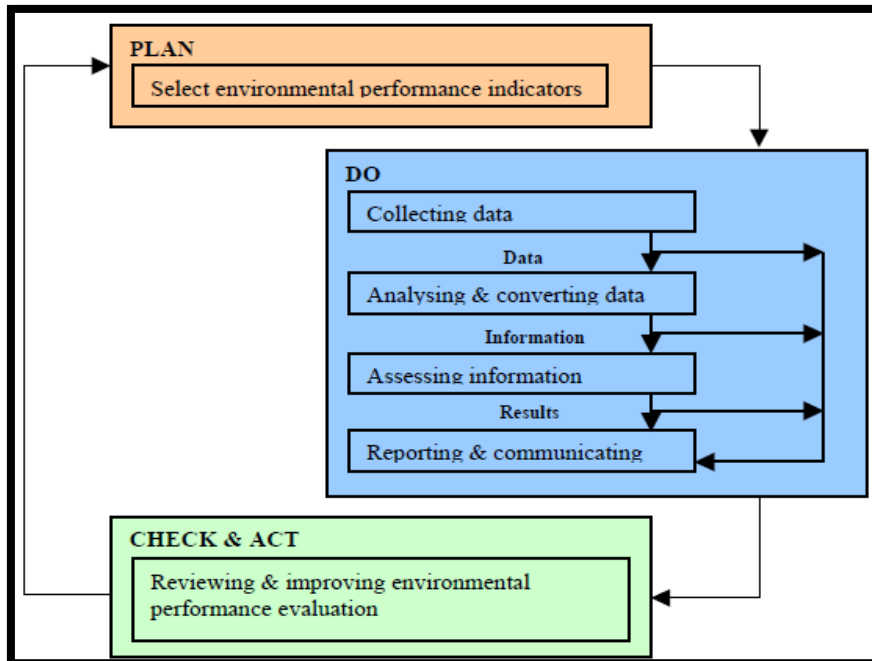 PLAN
Select environmental performance indicators
DO
Collecting data
Data
Analysing & converting data
Information
Assessing information
Results
Reporting & communicating
CHECK & ACT
Reviewing & improving environmental
performance evaluation